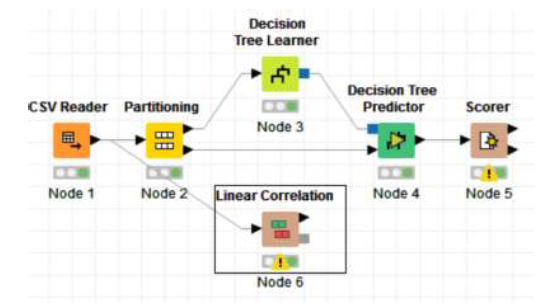 Decision
Tree Learner
Node 3
CSV Reader
Node 1
Partitioning
Node 2
Decision Tree
Predictor
Node 4
Scorer
Node 5
Linear Correlation
Node 6